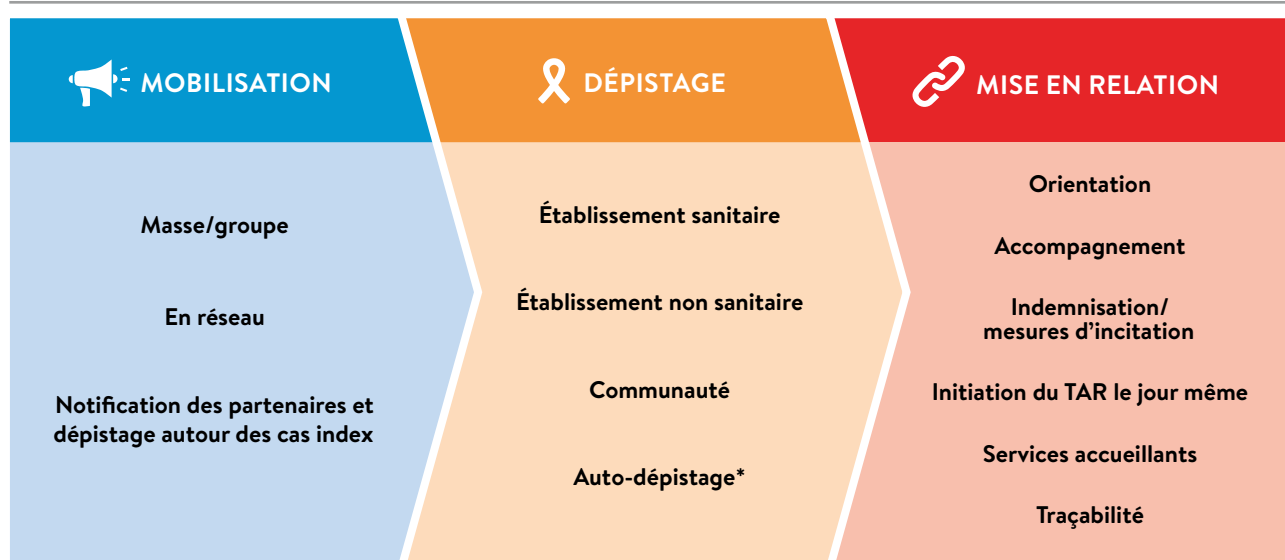 MOBILISATION
Masse/groupe
En réseau
Notification des partenaires et
dépistage autour des cas index
DÉPISTAGE
Établissement sanitaire
Établissement non sanitaire
Communauté
Auto-dépistage*
MISE EN RELATION
Orientation
Accompagnement
Indemnisation/
mesures d’incitation
Initiation du TAR le jour même
Services accueillants
Traçabilité